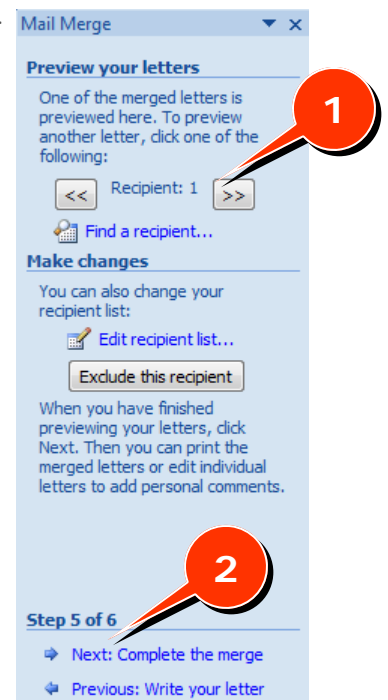 Mail Merge
Preview your letters
One of the merged letters is
previewed here. To preview
another letter, click one of the
following:
1
<< Recipient: 1 >>
Find a recipient...
Make changes
You can also change your
recipient list:
Edit recipient list...
Exclude this recipient
When you have finished
previewing your letters, click
Next. Then you can print the
merged letters or edit individual
letters to add personal comments.
2
Step 5 of 6
Next: Complete the merge
Previous: Write your letter